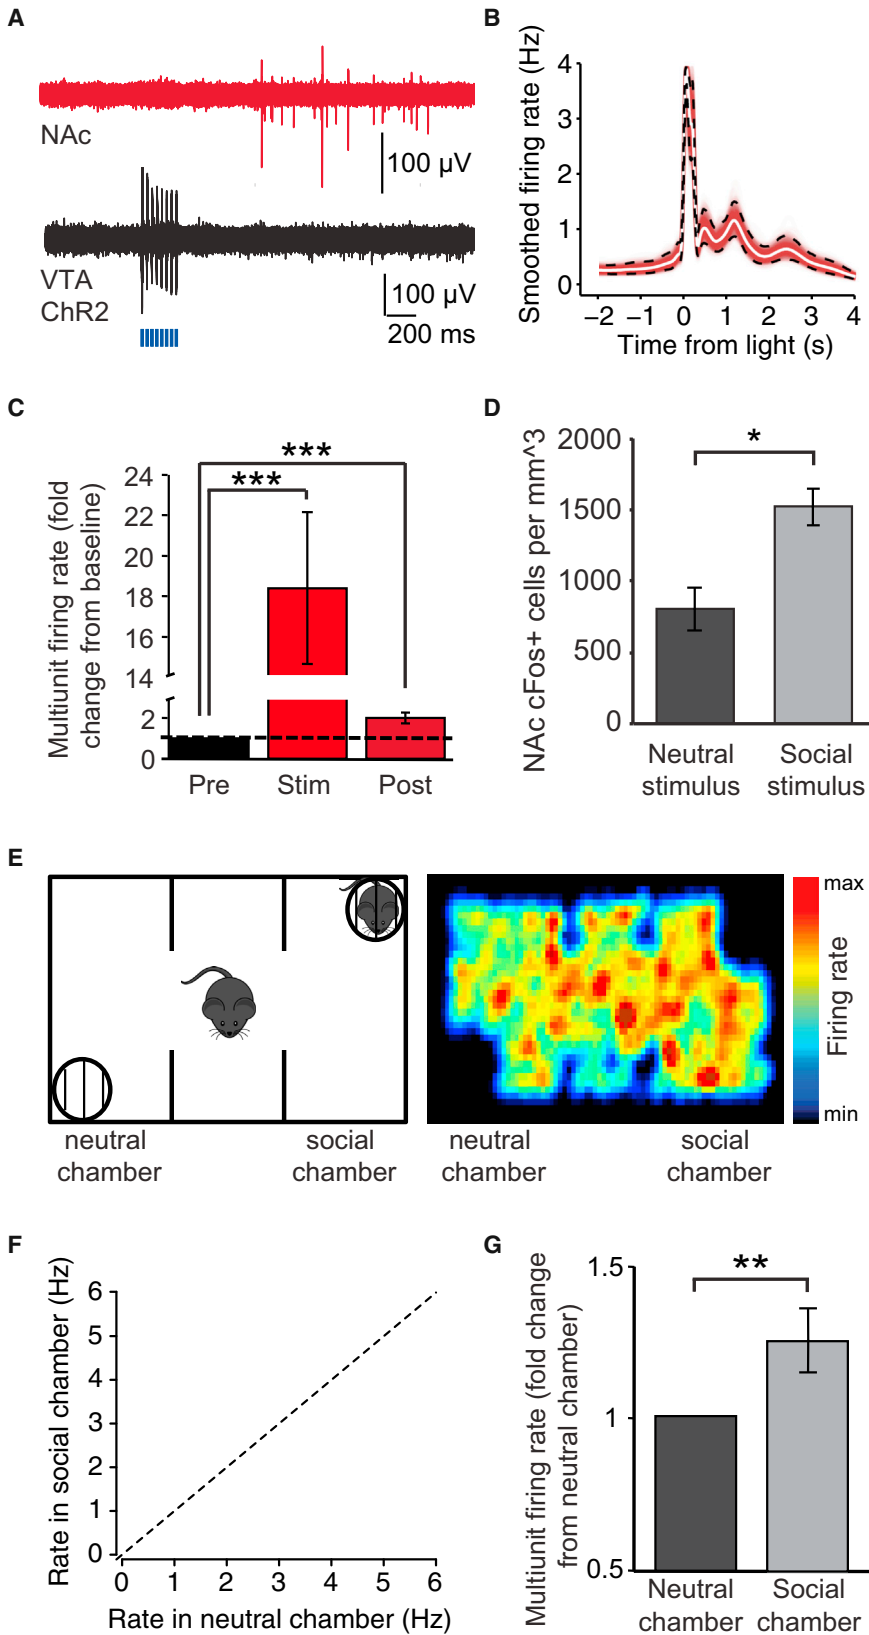 A
NAc
100 µV
VTA
ChR2
100 µV
200 ms
B
Smoothed firing rate (Hz)
4
3
2
1
0
−2 −1 0 1 2 3 4
Time from light (s)
C
Multiunit firing rate (fold
change from baseline)
24
22
20
18
16
14
2
0
***
***
Pre Stim Post
D
NAc cFos+ cells per mm^3
2000
1500
1000
500
0
*
Neutral
stimulus
Social
stimulus
E
neutral
chamber
social
chamber
neutral
chamber
social
chamber
max
Firing rate
min
F
Rate in social chamber (Hz)
6
5
4
3
2
1
0
0 1 2 3 4 5 6
Rate in neutral chamber (Hz)
G
Multiunit firing rate (fold change
from neutral chamber)
1.5
1
0.5
**
Neutral
chamber
Social
chamber